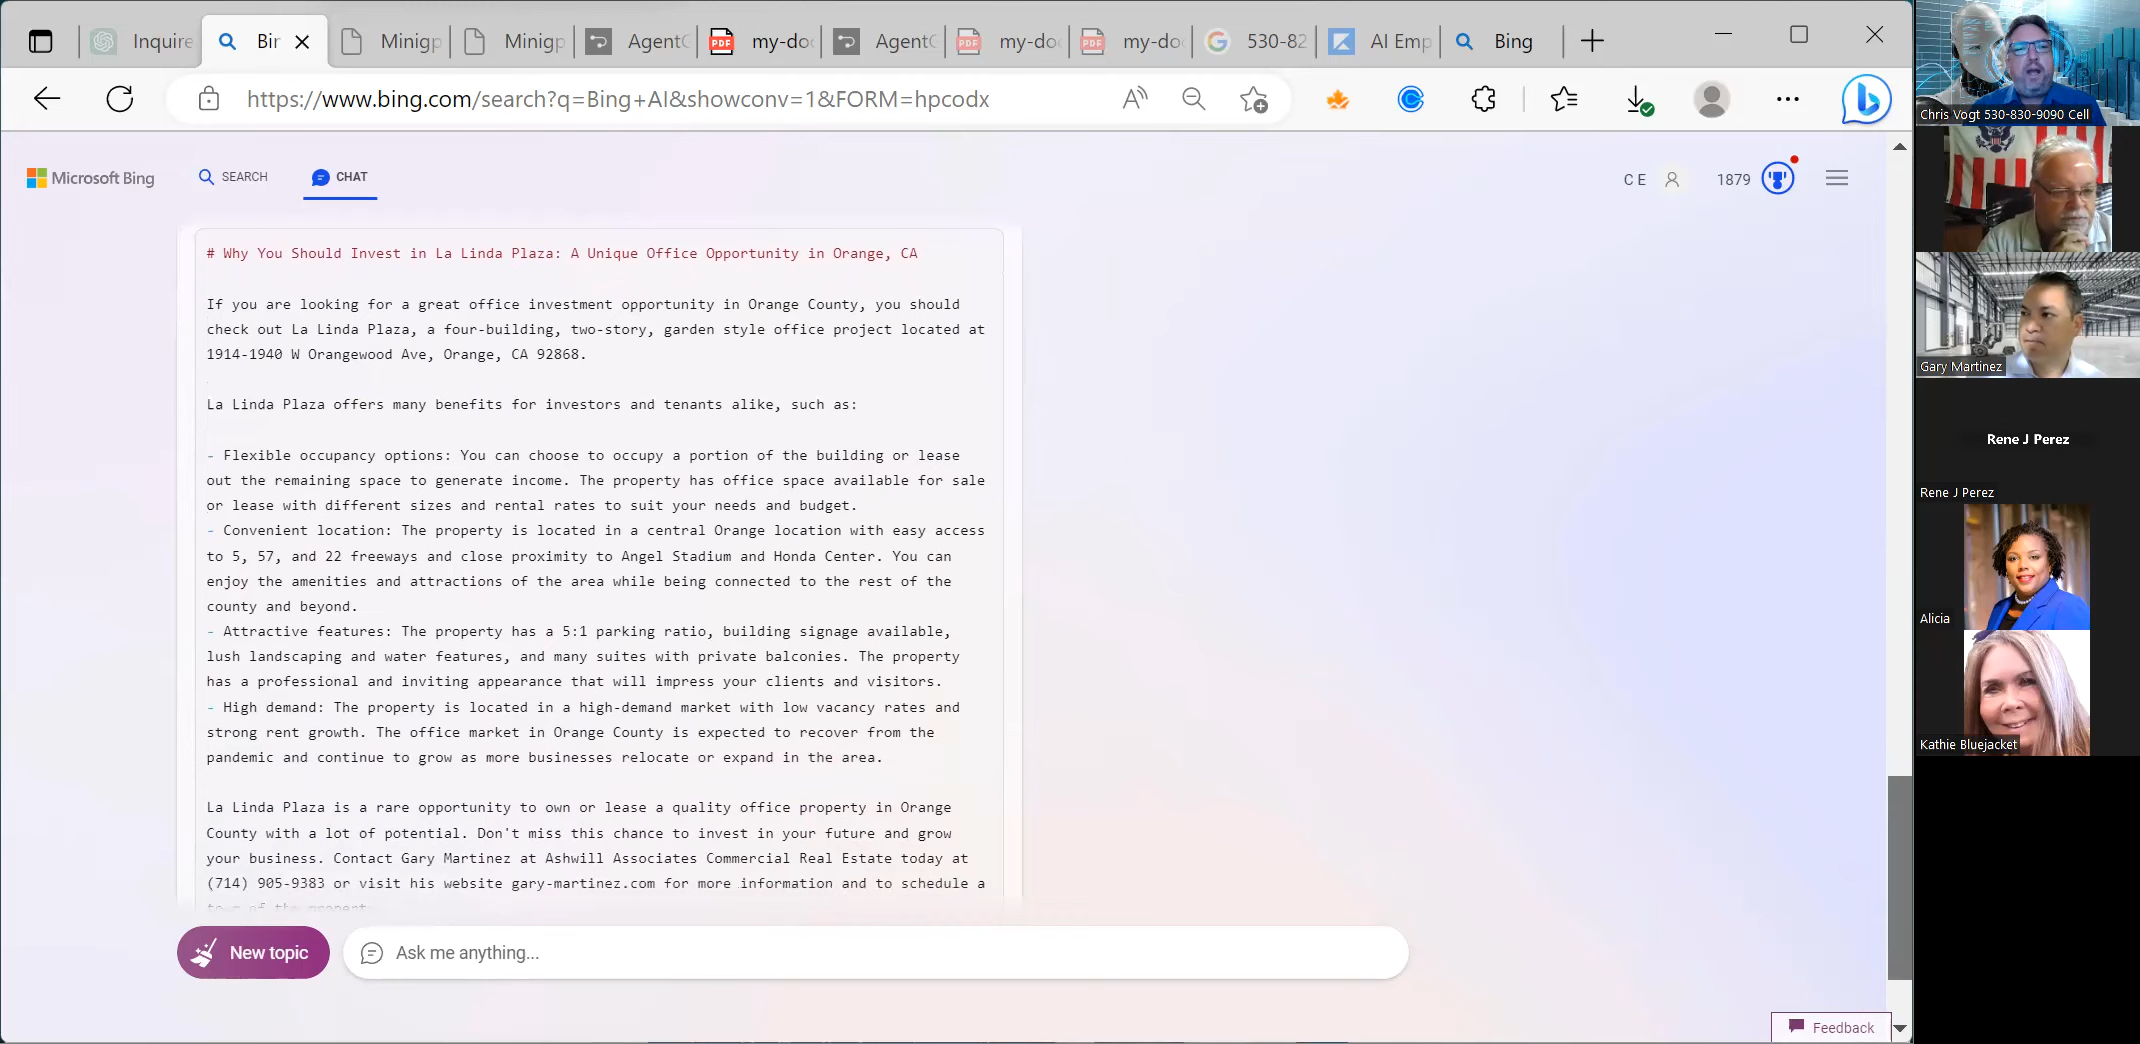 Inquire
Bin
Minigp
Minigp
AgentG
my-doc
AgentG
my-doc
my-doc
530-82
AI Emp
Bing
https://www.bing.com/search?q=Bing+AI&showconv=1&FORM=hpcodx
Microsoft Bing
SEARCH
CHAT
C E
1879
# Why You Should Invest in La Linda Plaza: A Unique Office Opportunity in Orange, CA
If you are looking for a great office investment opportunity in Orange County, you should
check out La Linda Plaza, a four-building, two-story, garden style office project located at
1914-1940 W Orangewood Ave, Orange, CA 92868.
La Linda Plaza offers many benefits for investors and tenants alike, such as:
- Flexible occupancy options: You can choose to occupy a portion of the building or lease
out the remaining space to generate income. The property has office space available for sale
or lease with different sizes and rental rates to suit your needs and budget.
- Convenient location: The property is located in a central Orange location with easy access
to 5, 57, and 22 freeways and close proximity to Angel Stadium and Honda Center. You can
enjoy the amenities and attractions of the area while being connected to the rest of the
county and beyond.
- Attractive features: The property has a 5:1 parking ratio, building signage available,
lush landscaping and water features, and many suites with private balconies. The property
has a professional and inviting appearance that will impress your clients and visitors.
- High demand: The property is located in a high-demand market with low vacancy rates and
strong rent growth. The office market in Orange County is expected to recover from the
pandemic and continue to grow as more businesses relocate or expand in the area.
La Linda Plaza is a rare opportunity to own or lease a quality office property in Orange
County with a lot of potential. Don't miss this chance to invest in your future and grow
your business. Contact Gary Martinez at Ashwill Associates Commercial Real Estate today at
(714) 905-9383 or visit his website gary-martinez.com for more information and to schedule a
New topic
Ask me anything...
Feedback
Chris Vogt 530-830-9090 Cell
Gary Martinez
Rene J Perez
Rene J Perez
Alicia
Kathie Bluejacket